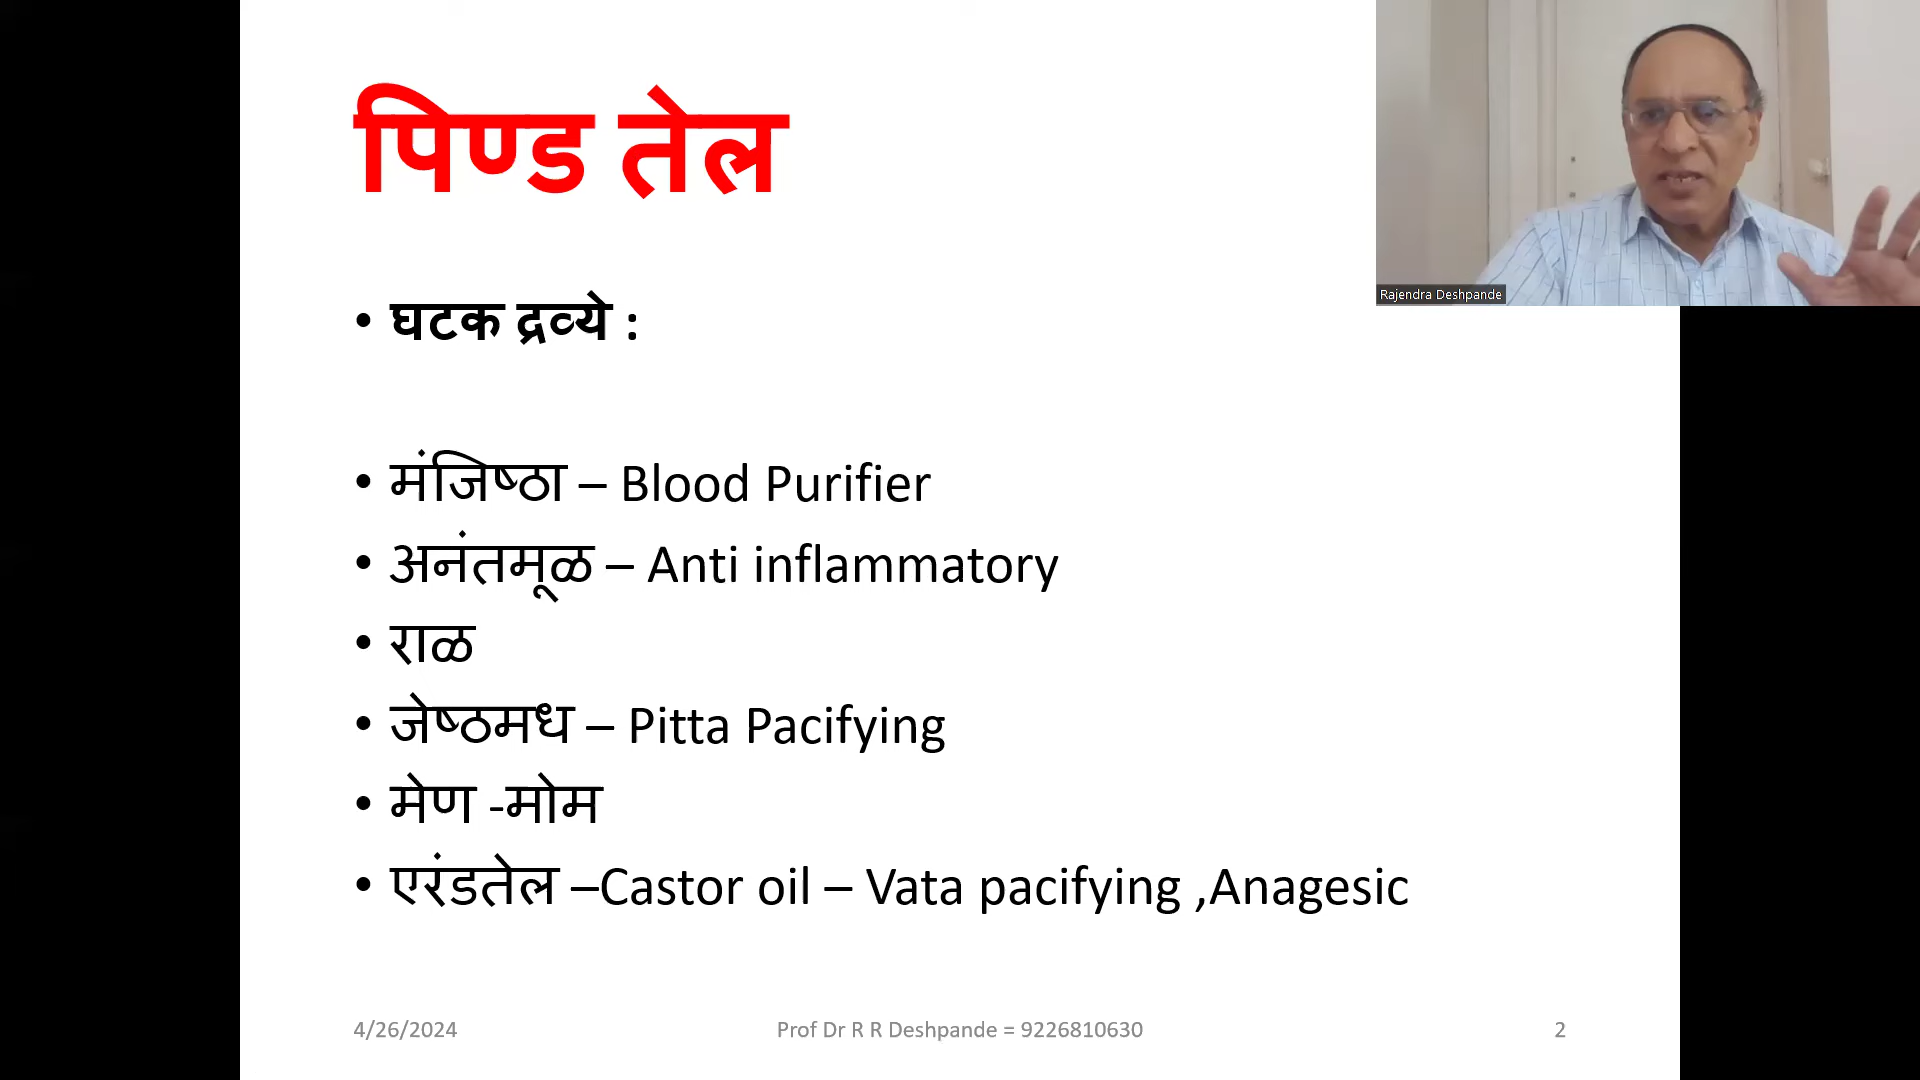 पिण्ड तेल
Rajendra Deshpande
• घटक द्रव्ये :
• मंजिष्ठा – Blood Purifier
• अनंतमूळ – Anti inflammatory
• राळ
• जेष्ठमध – Pitta Pacifying
• मेण -मोम
• एरंडतेल –Castor oil – Vata pacifying ,Anagesic
4/26/2024
Prof Dr R R Deshpande = 9226810630
2